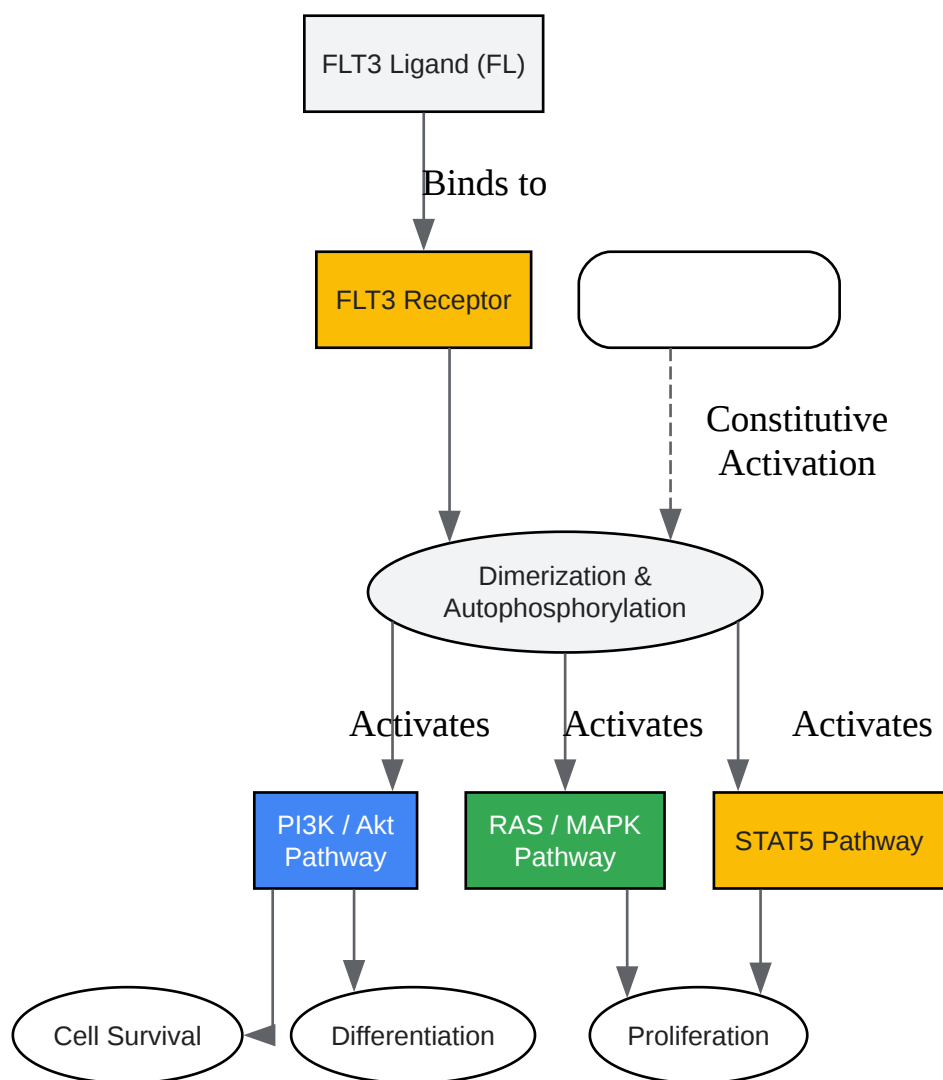 FLT3 Ligand (FL)
Binds to
FLT3 Receptor
Constitutive
Activation
Dimerization &
Autophosphorylation
Activates
Activates
Activates
PI3K / Akt
Pathway
RAS / MAPK
Pathway
STAT5 Pathway
Cell Survival
Differentiation
Proliferation